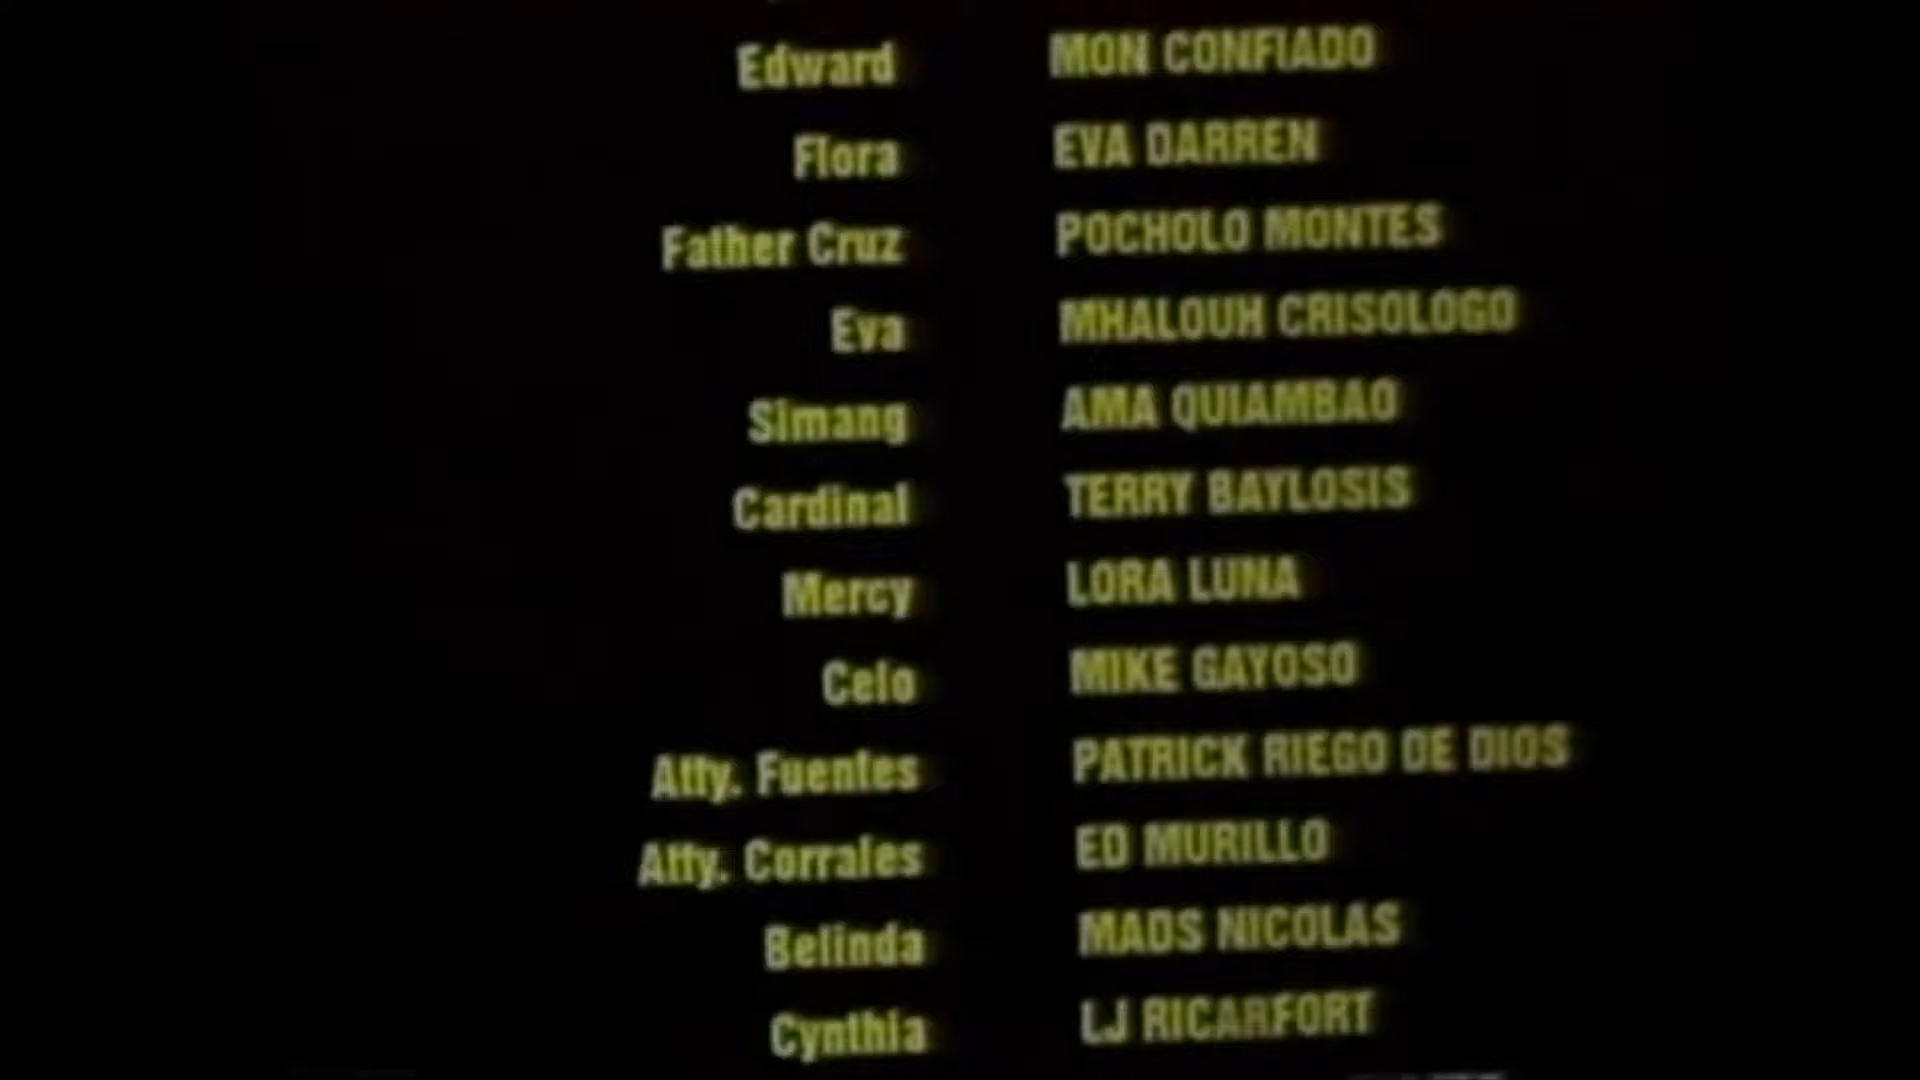 Edward MON CONFIADO
Flora EVA DARREN
Father Cruz POCHOLO MONTES
Eva MHALOUH CRISOLOGO
Simang AMA QUIAMBAO
Cardinal TERRY BAYLOSIS
Mercy LORA LUNA
Celo MIKE GAYOSO
Atty. Fuentes PATRICK RIEGO DE DIOS
Atty. Corrales ED MURILLO
Belinda MADS NICOLAS
Cynthia LJ RICARFORT